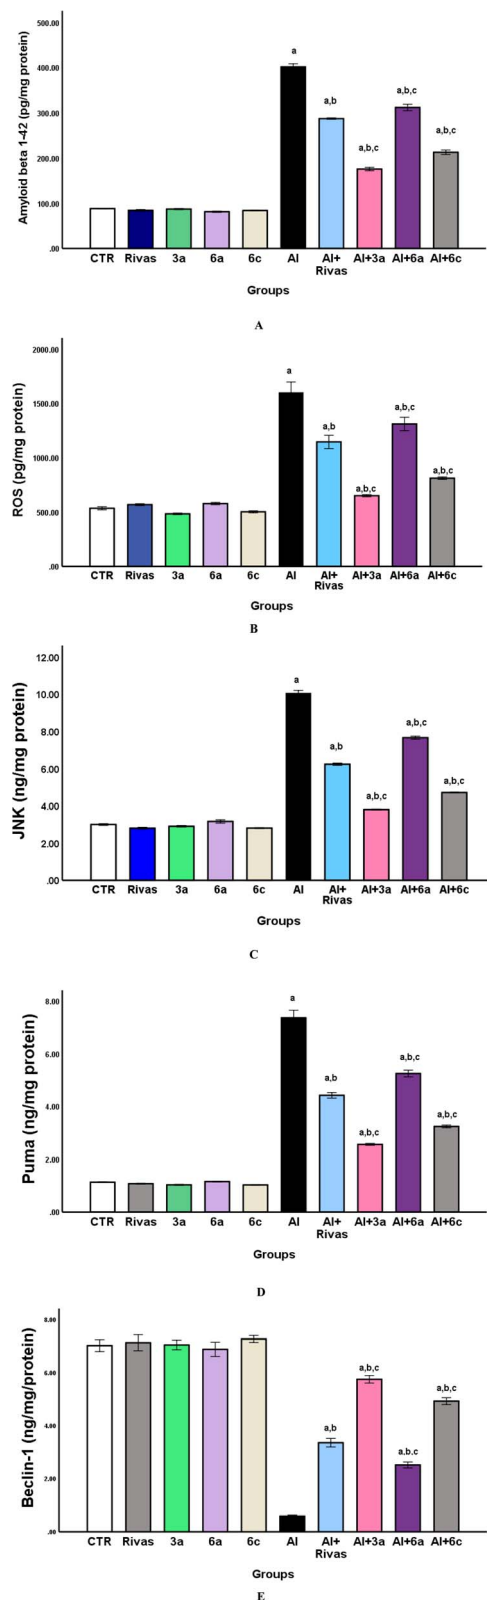 Amyloid beta 1-42 (pg/mg protein)
500.00
400.00
300.00
200.00
100.00
.00
a
a,b
a,b,c
a,b,c
a,b,c
CTR Rivas 3a 6a 6c Al Al+ Al+3a Al+6a Al+6c
Rivas
Groups
A
ROS (pg/mg protein)
2000.00
1500.00
1000.00
500.00
.00
a
a,b
a,b,c
a,b,c
a,b,c
CTR Rivas 3a 6a 6c Al Al+ Al+3a Al+6a Al+6c
Rivas
Groups
B
JNK (ng/mg protein)
12.00
10.00
8.00
6.00
4.00
2.00
.00
a
a,b
a,b,c
a,b,c
a,b,c
CTR Rivas 3a 6a 6c Al Al+ Al+3a Al+6a Al+6c
Rivas
Groups
C
Puma (ng/mg protein)
8.00
6.00
4.00
2.00
.00
a
a,b
a,b,c
a,b,c
a,b,c
CTR Rivas 3a 6a 6c Al Al+ Al+3a Al+6a Al+6c
Rivas
Groups
D
Beclin-1 (ng/mg/protein)
8.00
6.00
4.00
2.00
.00
a,b
a,b,c
a,b,c
a,b,c
CTR Rivas 3a 6a 6c Al Al+ Al+3a Al+6a Al+6c
Rivas
Groups
E